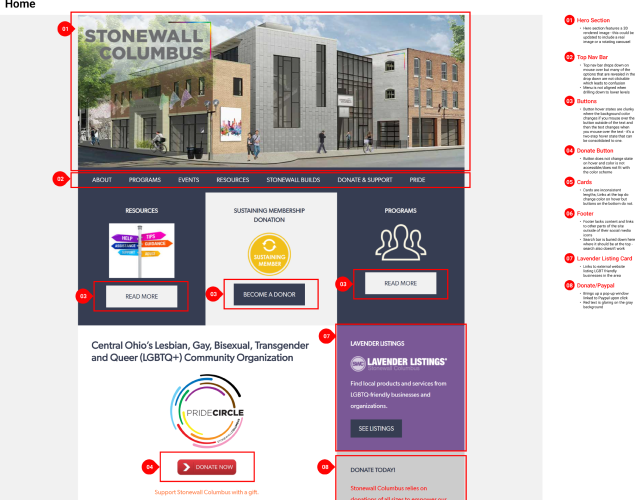 Home
01
STONEWALL
COLUMBUS
02
ABOUT PROGRAMS EVENTS RESOURCES STONEWALL BUILDS DONATE & SUPPORT PRIDE
RESOURCES
HELP
TIPS
GUIDANCE
03
READ MORE
SUSTAINING MEMBERSHIP
DONATION
SUSTAINING
MEMBER
03
BECOME A DONOR
PROGRAMS
03
READ MORE
Central Ohio's Lesbian, Gay, Bisexual, Transgender
and Queer (LGBTQ+) Community Organization
PRIDECIRCLE
04
DONATE NOW
Support Stonewall Columbus with a gift.
07
LAVENDER LISTINGS
LAVENDER LISTINGS
Stonewall Columbus
Find local products and services from
LGBTQ-friendly businesses and
organizations.
SEE LISTINGS
08
DONATE TODAY!
Stonewall Columbus relies on
donations of all sizes to empower our
01 Hero Section
• Hero section features a 3D
rendered image - this could be
updated to include a real
image or a rotating carousel
02 Top Nav Bar
• Top nav bar drops down on
mouse over but many of the
options that are revealed in the
drop down are not clickable
which leads to confusion
• Menu is not aligned when
drilling down to lower levels
03 Buttons
• Button hover states are clunky
where the background color
changes if you mouse over the
button outside of the text and
then the text changes when
you mouse over the text - it's a
two-step hover state that can
be consolidated to one
04 Donate Button
• Button does not change state
on hover and color is not
accessible/does not fit with
the color scheme
05 Cards
• Cards are inconsistent
lengths. Links at the top do
change color on hover but
buttons on the bottom do not
06 Footer
• Footer lacks content and links
to other parts of the site
outside of their social media
icons
• Search bar is buried down here
where it should be at the top -
search also doesn't work
07 Lavender Listing Card
• Links to external website
listing LGBT friendly
businesses in the area
08 Donate/Paypal
• Brings up a pop-up window
linked to Paypal upon click
• Red text is glaring on the gray
background